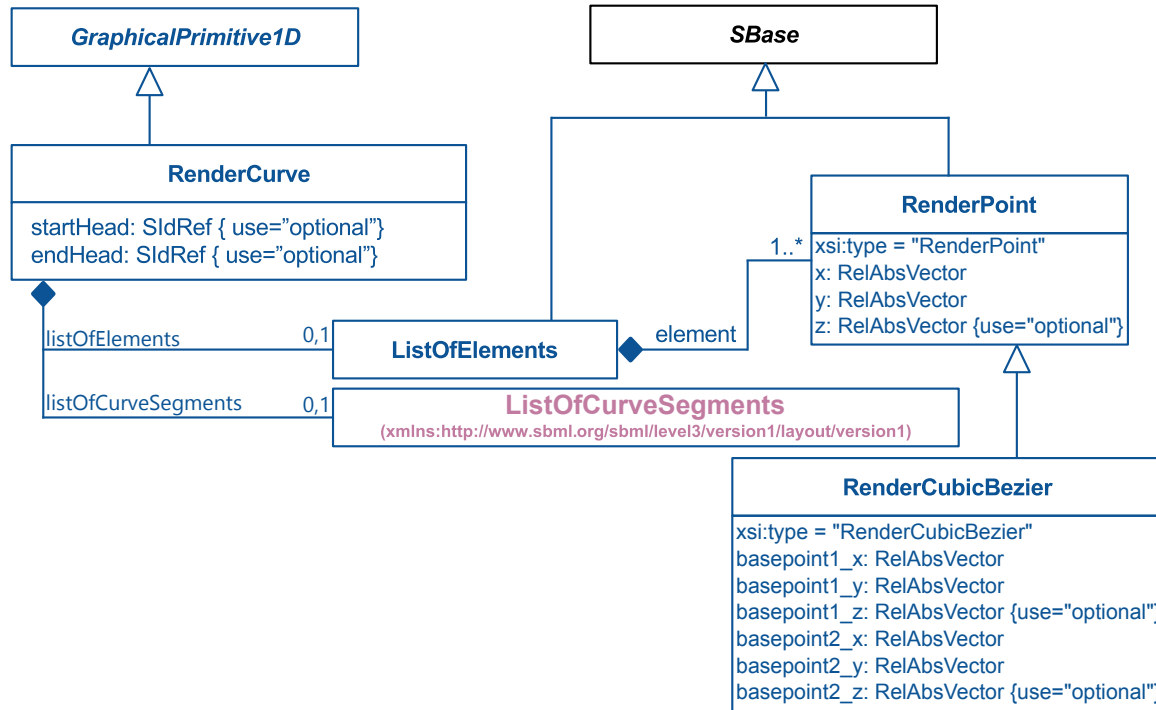 GraphicalPrimitive1D
SBase
RenderCurve
startHead: SIdRef { use=”optional”}
endHead: SIdRef { use=”optional”}
RenderPoint
xsi:type = "RenderPoint"
x: RelAbsVector
y: RelAbsVector
z: RelAbsVector {use="optional"}
1..*
element
listOfElements
0,1
ListOfElements
listOfCurveSegments
0,1
ListOfCurveSegments
(xmlns:http://www.sbml.org/sbml/level3/version1/layout/version1)
RenderCubicBezier
xsi:type = "RenderCubicBezier"
basepoint1_x: RelAbsVector
basepoint1_y: RelAbsVector
basepoint1_z: RelAbsVector {use="optional"}
basepoint2_x: RelAbsVector
basepoint2_y: RelAbsVector
basepoint2_z: RelAbsVector {use="optional"}